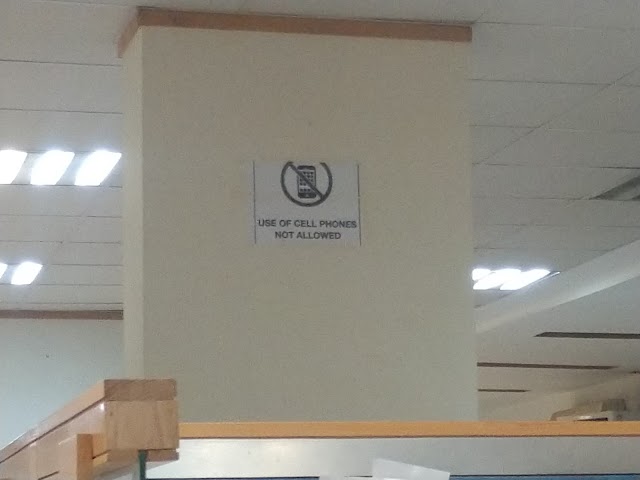 USE OF CELL PHONES
NOT ALLOWED